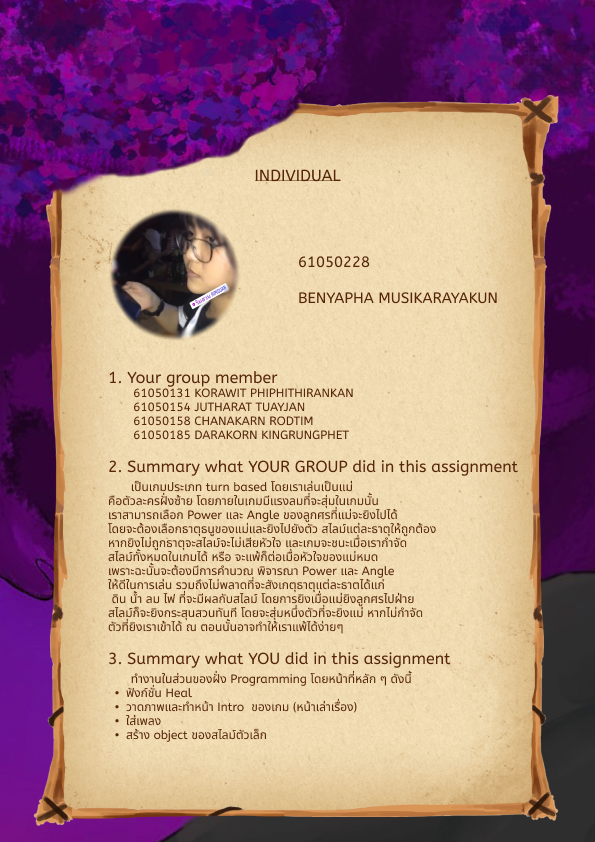 INDIVIDUAL
61050228
BENYAPHA MUSIKARAYAKUN
1. Your group member
61050131 KORAWIT PHIPHITHIRANKAN
61050154 JUTHARAT TUAYJAN
61050158 CHANAKARN RODTIM
61050185 DARAKORN KINGRUNGPHET
2. Summary what YOUR GROUP did in this assignment
เป็นเกมประเภท turn based โดยเราเล่นเป็นแม่
คือตัวละครฝั่งซ้าย โดยภายในเกมมีแรงลมที่จะสุ่มในเกมนั้น
เราสามารถเลือก Power และ Angle ของลูกศรที่แม่จะยิงไปได้
โดยจะต้องเลือกธาตุธนูของแม่และยิงไปยังตัว สไลม์แต่ละธาตุให้ถูกต้อง
หากยิงไม่ถูกธาตุจะสไลม์จะไม่เสียหัวใจ และเกมจะชนะเมื่อเรากำจัด
สไลม์ทั้งหมดในเกมได้ หรือ จะแพ้ก็ต่อเมื่อหัวใจของแม่หมด
เพราะฉะนั้นจะต้องมีการคำนวณ พิจารณา Power และ Angle
ให้ดีในการเล่น รวมถึงไม่พลาดที่จะสังเกตุธาตุแต่ละธาตได้แก่
ดิน น้ำ ลม ไฟ ที่จะมีผลกับสไลม์ โดยการยิงเมื่อแม่ยิงลูกศรไปฝ่าย
สไลม์ก็จะยิงกระสุนสวนทันที โดยจะสุ่มหนึ่งตัวที่จะยิงแม่ หากไม่กำจัด
ตัวที่ยิงเราเข้าได้ ณ ตอนนั้นอาจทำให้เราแพ้ได้ง่ายๆ
3. Summary what YOU did in this assignment
ทำงานในส่วนของฝั่ง Programming โดยหน้าที่หลัก ๆ ดังนี้
• ฟังก์ชั่น Heal
• วาดภาพและทำหน้า Intro ของเกม (หน้าเล่าเรื่อง)
• ใส่เพลง
• สร้าง object ของสไลม์ตัวเล็ก